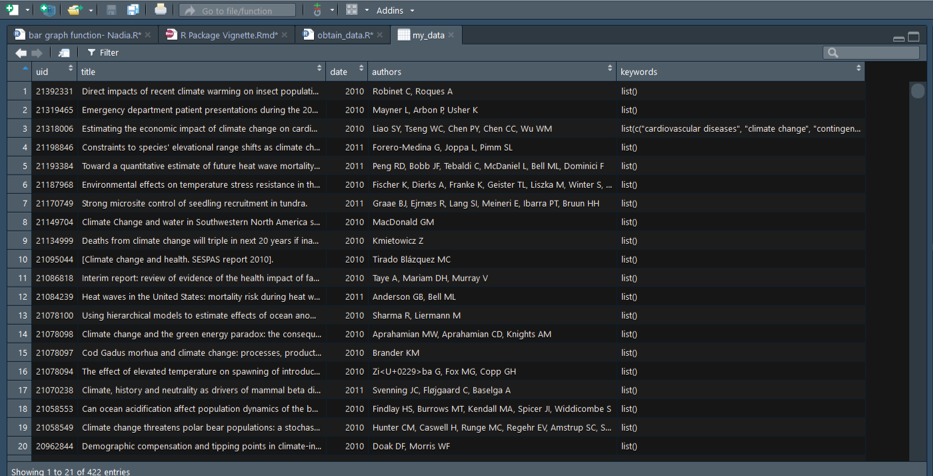 Go to file/function
Addins
bar graph function- Nadia.R*
R Package Vignette.Rmd*
obtain_data.R*
my_data
Filter
uid title date authors keywords
1 21392331 Direct impacts of recent climate warming on insect populati... 2010 Robinet C, Roques A list()
2 21319465 Emergency department patient presentations during the 20... 2010 Mayner L, Arbon P, Usher K list()
3 21318006 Estimating the economic impact of climate change on cardi... 2010 Liao SY, Tseng WC, Chen PY, Chen CC, Wu WM list(c("cardiovascular diseases", "climate change", "contingen...
4 21198846 Constraints to species' elevational range shifts as climate ch... 2011 Forero-Medina G, Joppa L, Pimm SL list()
5 21193384 Toward a quantitative estimate of future heat wave mortality... 2011 Peng RD, Bobb JF, Tebaldi C, McDaniel L, Bell ML, Dominici F list()
6 21187968 Environmental effects on temperature stress resistance in th... 2010 Fischer K, Dierks A, Franke K, Geister TL, Liszka M, Winter S, ... list()
7 21170749 Strong microsite control of seedling recruitment in tundra. 2011 Graae BJ, Ejrnæs R, Lang SI, Meineri E, Ibarra PT, Bruun HH list()
8 21149704 Climate Change and water in Southwestern North America s... 2010 MacDonald GM list()
9 21134999 Deaths from climate change will triple in next 20 years if ina... 2010 Kmietowicz Z list()
10 21095044 [Climate change and health. SESPAS report 2010]. 2010 Tirado Blázquez MC list()
11 21086818 Interim report: review of evidence of the health impact of fa... 2010 Taye A, Mariam DH, Murray V list()
12 21084239 Heat waves in the United States: mortality risk during heat w... 2011 Anderson GB, Bell ML list()
13 21078100 Using hierarchical models to estimate effects of ocean ano... 2010 Sharma R, Liermann M list()
14 21078098 Climate change and the green energy paradox: the consequ... 2010 Aprahamian MW, Aprahamian CD, Knights AM list()
15 21078097 Cod Gadus morhua and climate change: processes, product... 2010 Brander KM list()
16 21078094 The effect of elevated temperature on spawning of introduc... 2010 Zi<U+0229>ba G, Fox MG, Copp GH list()
17 21070238 Climate, history and neutrality as drivers of mammal beta di... 2011 Svenning JC, Fløjgaard C, Baselga A list()
18 21058553 Can ocean acidification affect population dynamics of the b... 2010 Findlay HS, Burrows MT, Kendall MA, Spicer JI, Widdicombe S list()
19 21058549 Climate change threatens polar bear populations: a stochas... 2010 Hunter CM, Caswell H, Runge MC, Regehr EV, Amstrup SC, S... list()
20 20962844 Demographic compensation and tipping points in climate-in... 2010 Doak DF, Morris WF list()
Showing 1 to 21 of 422 entries